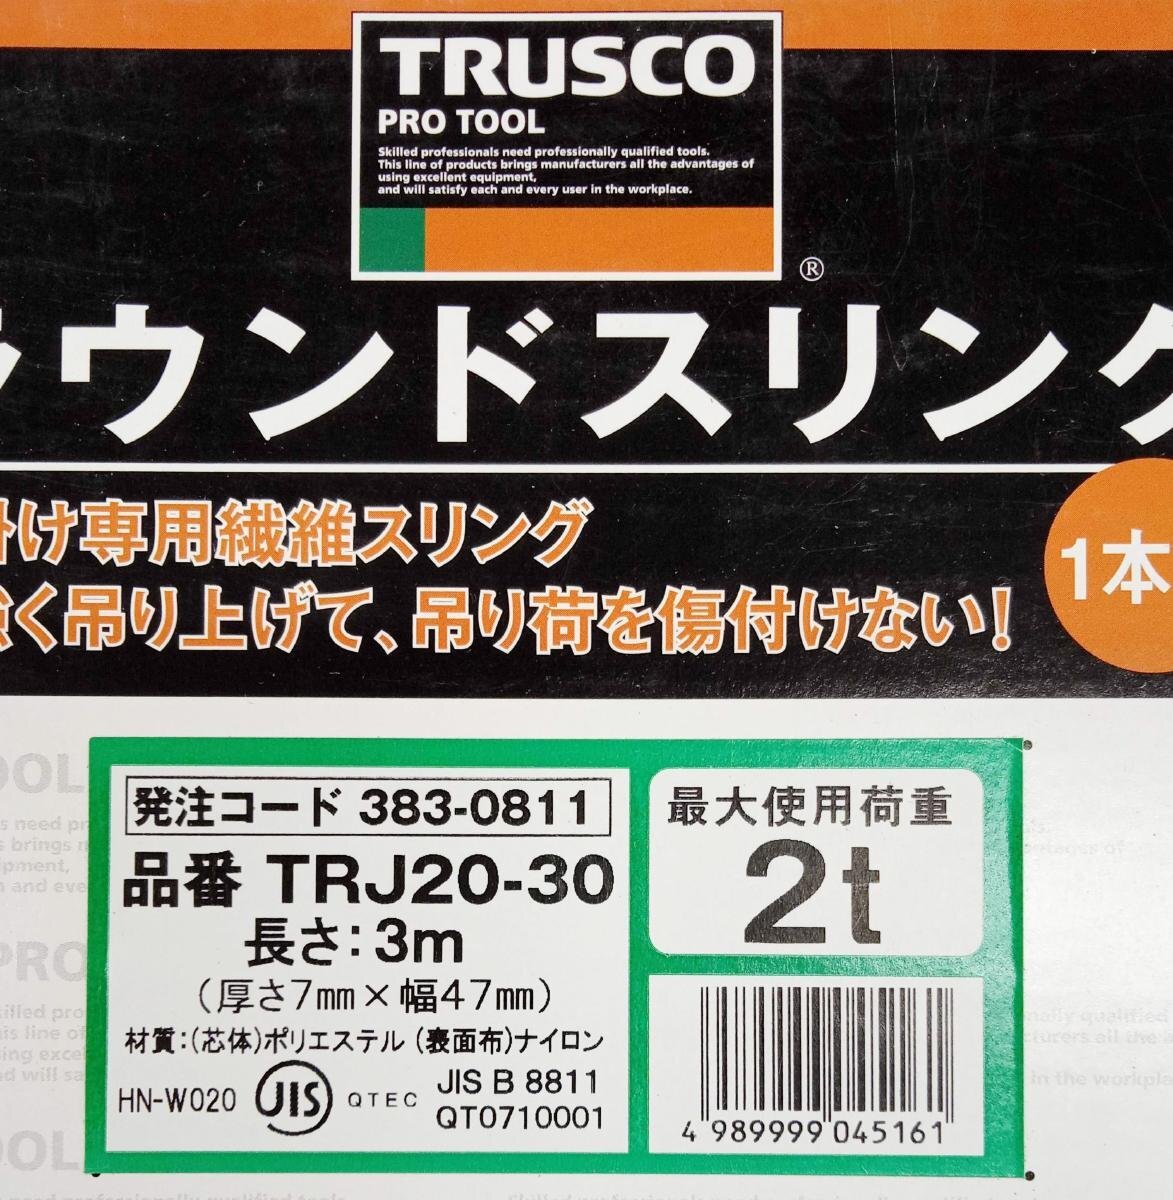 TRUSCO
PRO TOOL
Skilled professionals need professionally qualified tools.
This line of products brings manufacturers all the advantages of
using excellent equipment,
and will satisfy each and every user in the workplace.
®
ラウンドスリング
掛け専用繊維スリング
強く吊り上げて、吊り荷を傷付けない!
1本
発注コード 383-0811
品番 TRJ20-30
長さ:3m
(厚さ7mm×幅47mm)
材質:(芯体)ポリエステル (表面布)ナイロン
HN-W020 JIS QTEC JIS B 8811
QT0710001
最大使用荷重
2t
4 989999 045161